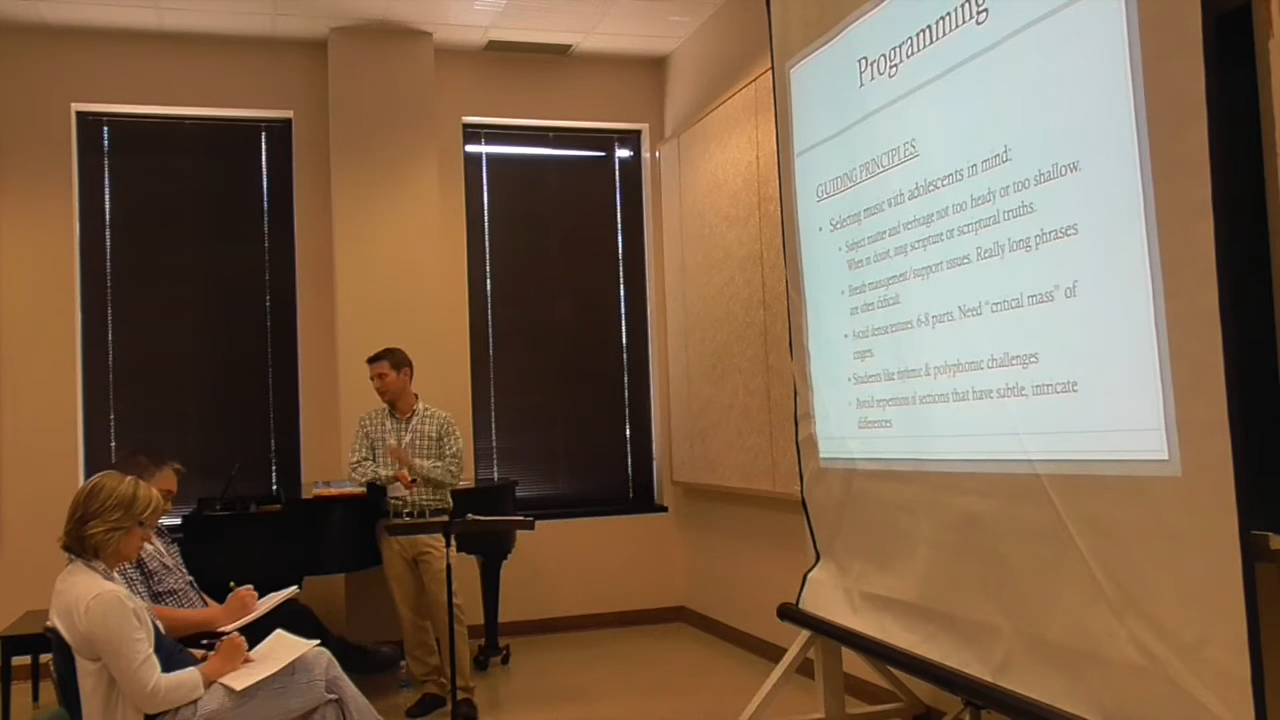 Programming
GUIDING PRINCIPLES
• Selecting music with adolescents in mind:
• Subject matter and verbiage not too heady or too shallow.
When in doubt, sing scripture or scriptural truths.
• Breath management/support issues. Really long phrases
are often difficult.
• Avoid dense textures. 6-8 parts. Need "critical mass" of
singers.
• Students like rhythmic & polyphonic challenges
• Avoid repetitions of sections that have subtle, intricate
differences